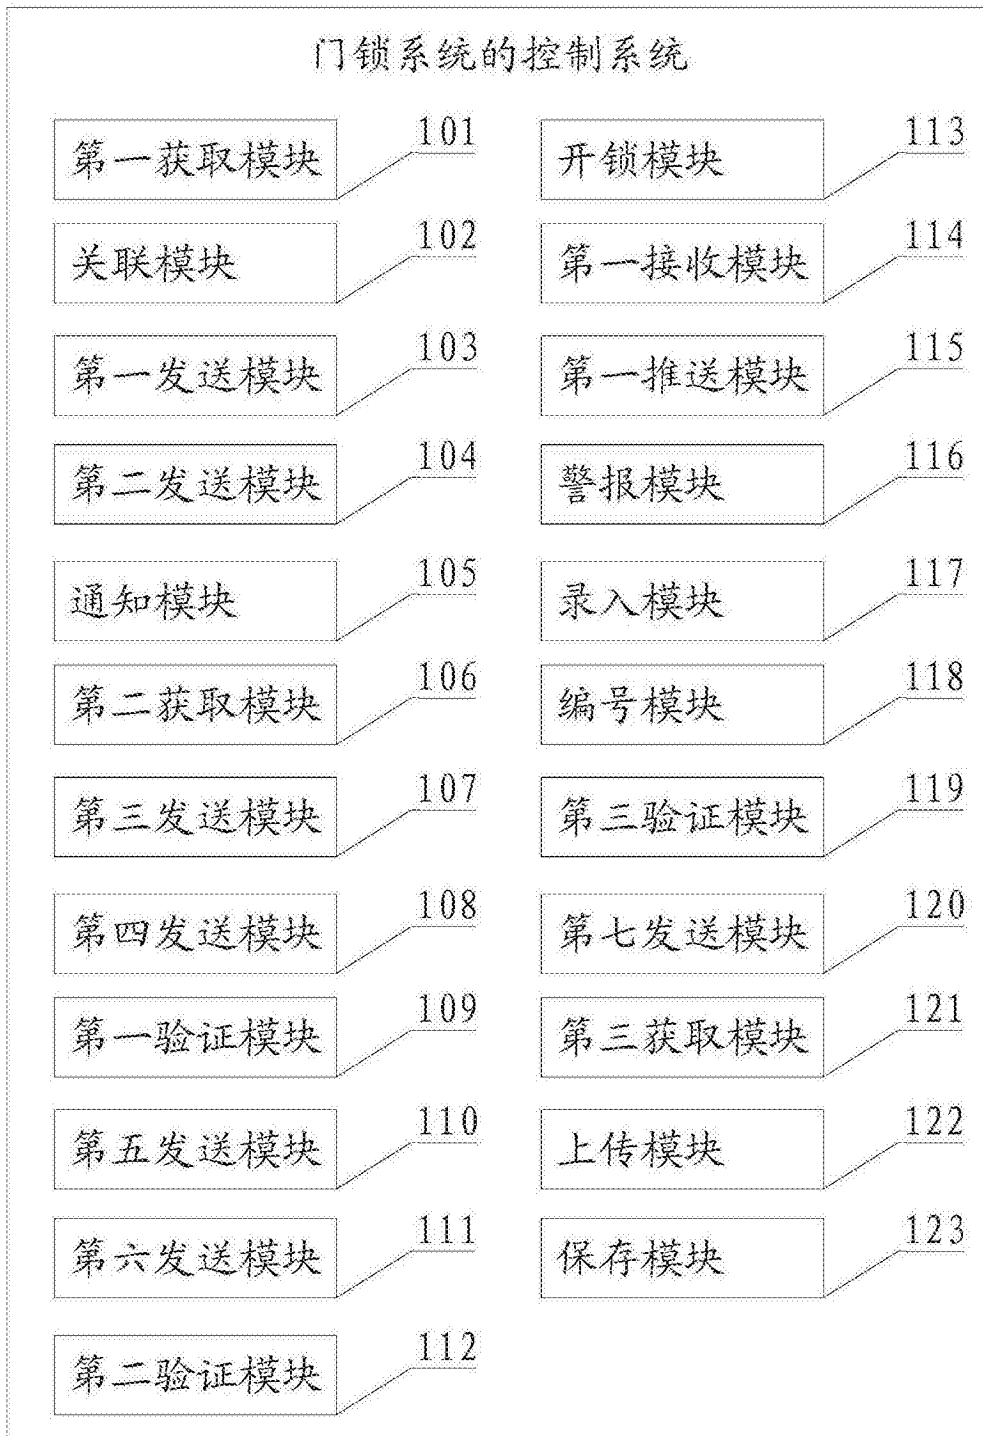 门锁系统的控制系统
第一获取模块 101
关联模块 102
第一发送模块 103
第二发送模块 104
通知模块 105
第二获取模块 106
第三发送模块 107
第四发送模块 108
第一验证模块 109
第五发送模块 110
第六发送模块 111
第二验证模块 112
开锁模块 113
第一接收模块 114
第一推送模块 115
警报模块 116
录入模块 117
编号模块 118
第三验证模块 119
第七发送模块 120
第三获取模块 121
上传模块 122
保存模块 123